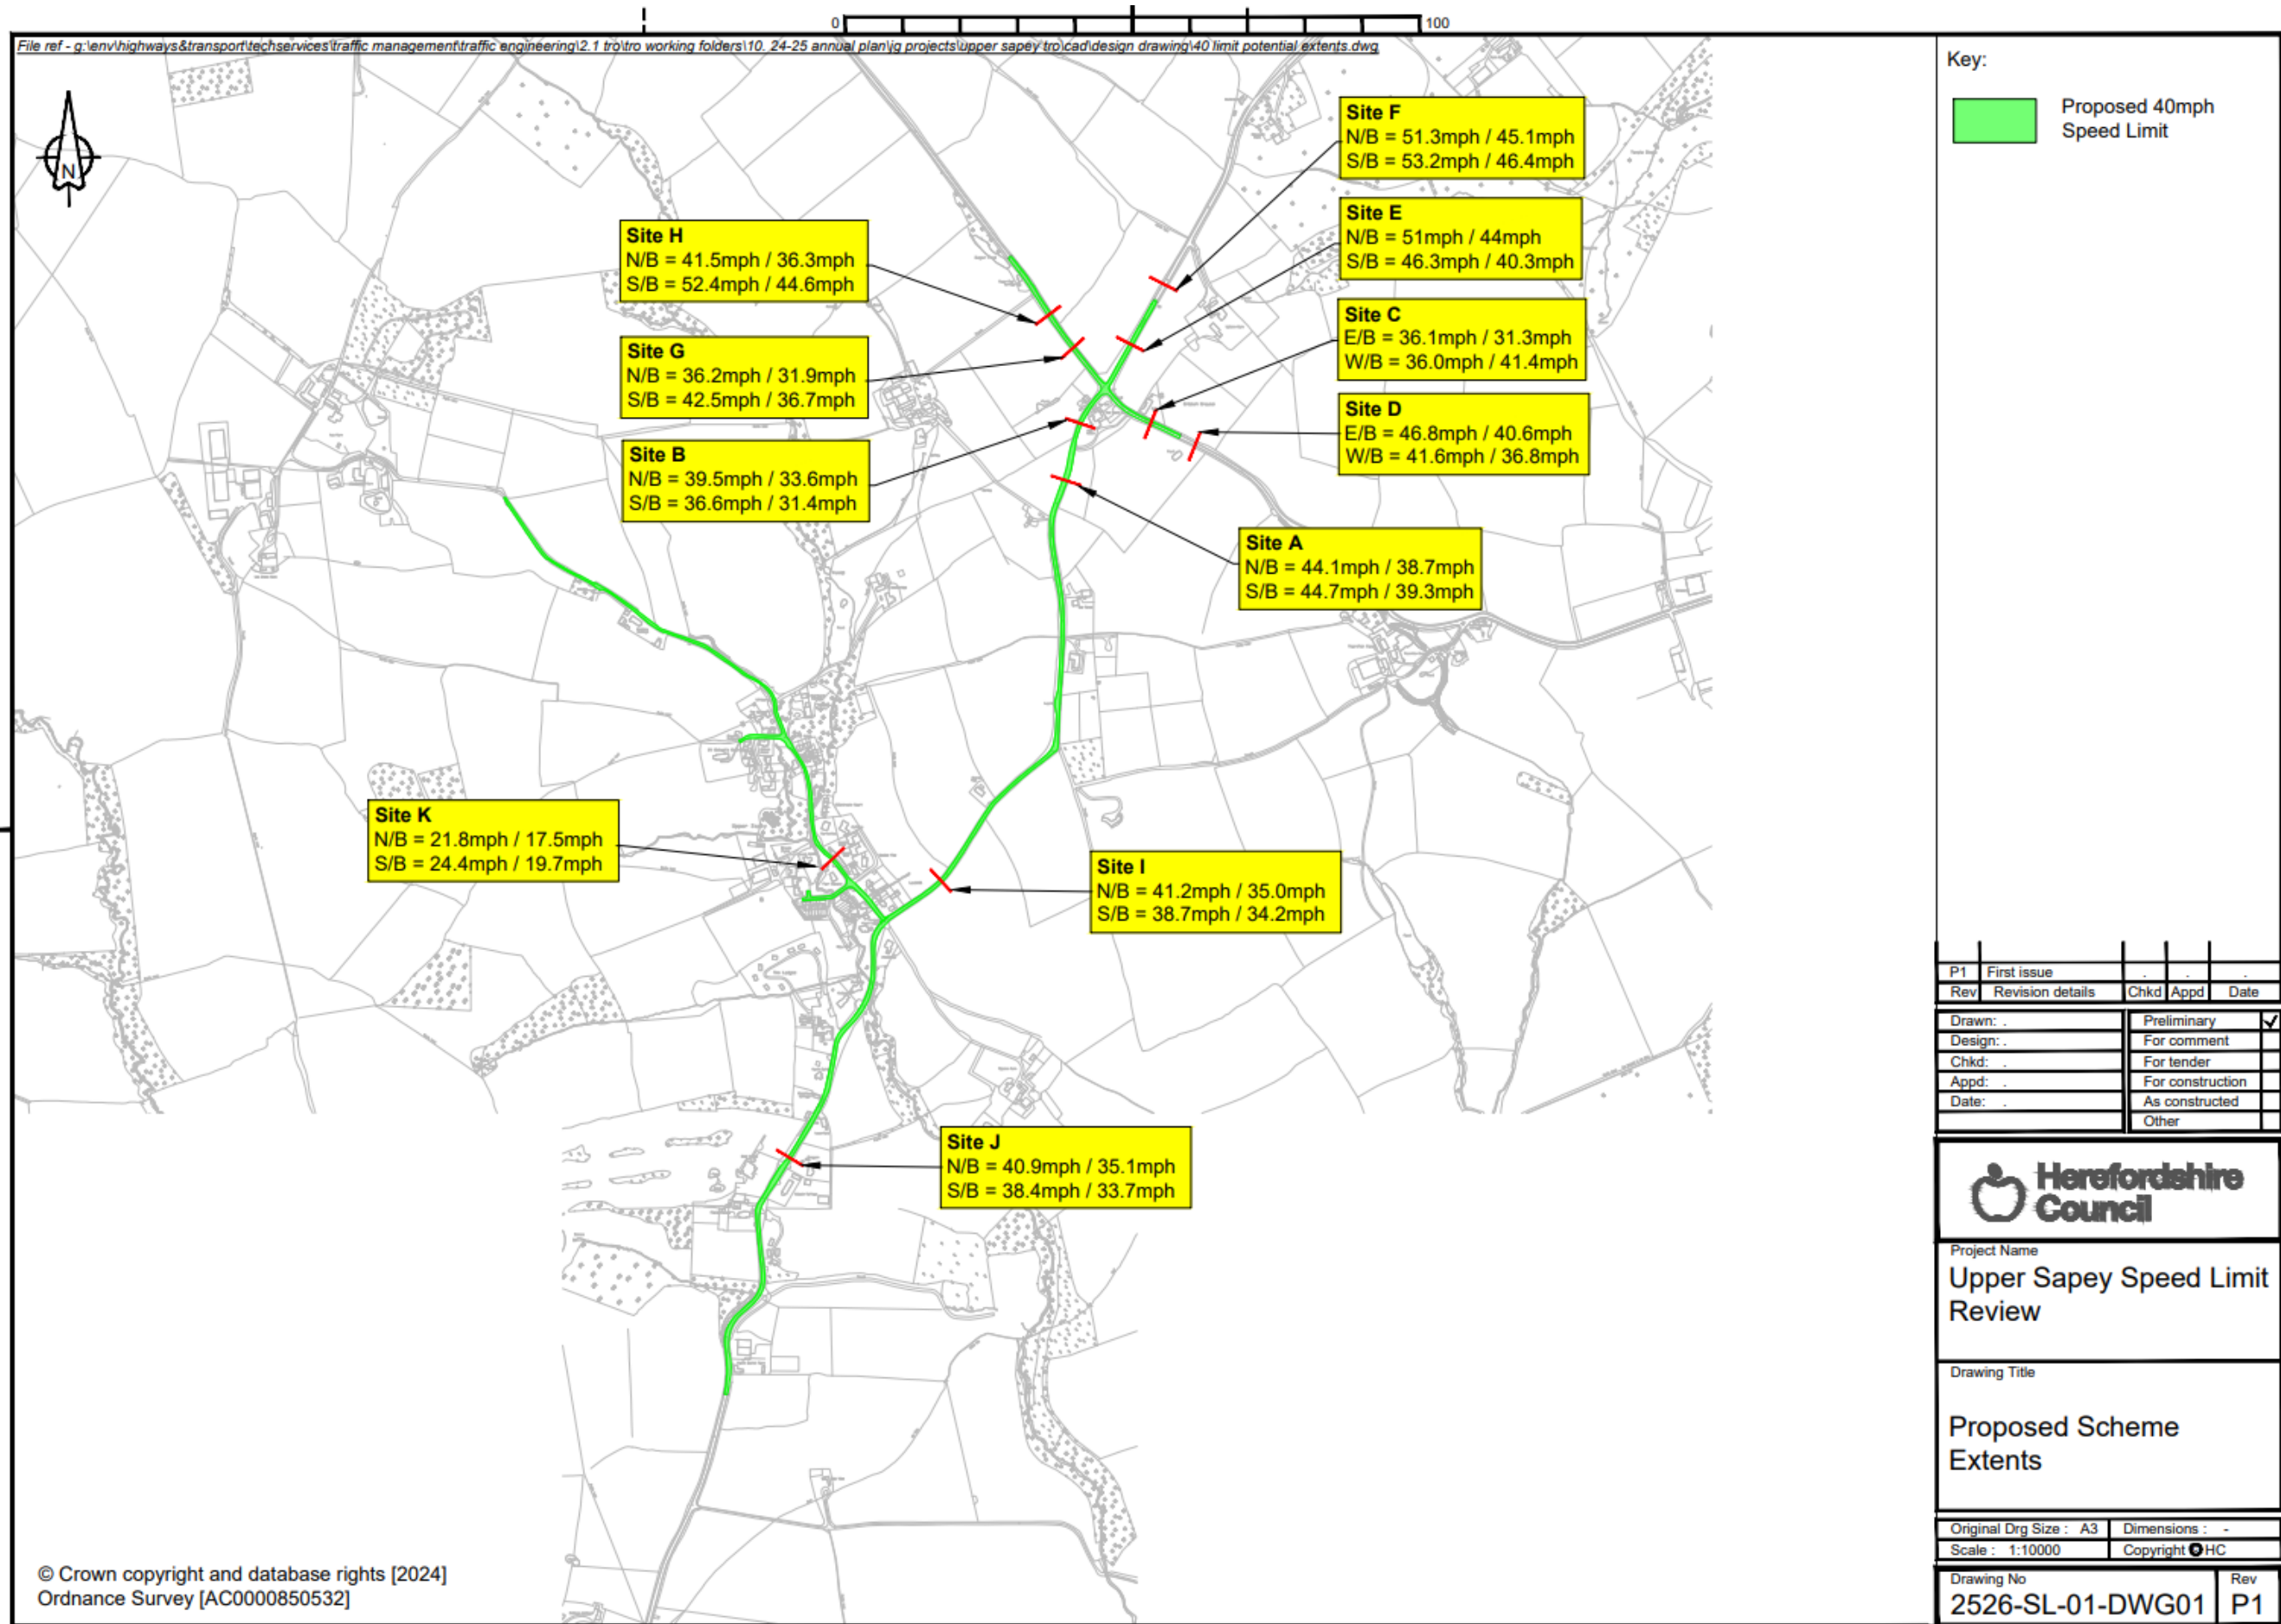 0
100
File ref - g:\env\highways&transport\techservices\traffic management\traffic engineering\2.1 tro\tro working folders\10. 24-25 annual plan\jg projects\upper sapey tro\cad\design drawing\40 limit potential extents.dwg
N
Key:
Proposed 40mph
Speed Limit
Site F
N/B = 51.3mph / 45.1mph
S/B = 53.2mph / 46.4mph
Site E
N/B = 51mph / 44mph
S/B = 46.3mph / 40.3mph
Site H
N/B = 41.5mph / 36.3mph
S/B = 52.4mph / 44.6mph
Site C
E/B = 36.1mph / 31.3mph
W/B = 36.0mph / 41.4mph
Site G
N/B = 36.2mph / 31.9mph
S/B = 42.5mph / 36.7mph
Site D
E/B = 46.8mph / 40.6mph
W/B = 41.6mph / 36.8mph
Site B
N/B = 39.5mph / 33.6mph
S/B = 36.6mph / 31.4mph
Site A
N/B = 44.1mph / 38.7mph
S/B = 44.7mph / 39.3mph
Site K
N/B = 21.8mph / 17.5mph
S/B = 24.4mph / 19.7mph
Site I
N/B = 41.2mph / 35.0mph
S/B = 38.7mph / 34.2mph
Site J
N/B = 40.9mph / 35.1mph
S/B = 38.4mph / 33.7mph
P1 First issue . . .
Rev Revision details Chkd Appd Date
Drawn: . Preliminary ✓
Design: . For comment
Chkd: . For tender
Appd: . For construction
Date: . As constructed
Other
Herefordshire
Council
Project Name
Upper Sapey Speed Limit
Review
Drawing Title
Proposed Scheme
Extents
Original Drg Size : A3 Dimensions : -
Scale : 1:10000 Copyright © HC
Drawing No Rev
2526-SL-01-DWG01 P1
© Crown copyright and database rights [2024]
Ordnance Survey [AC0000850532]